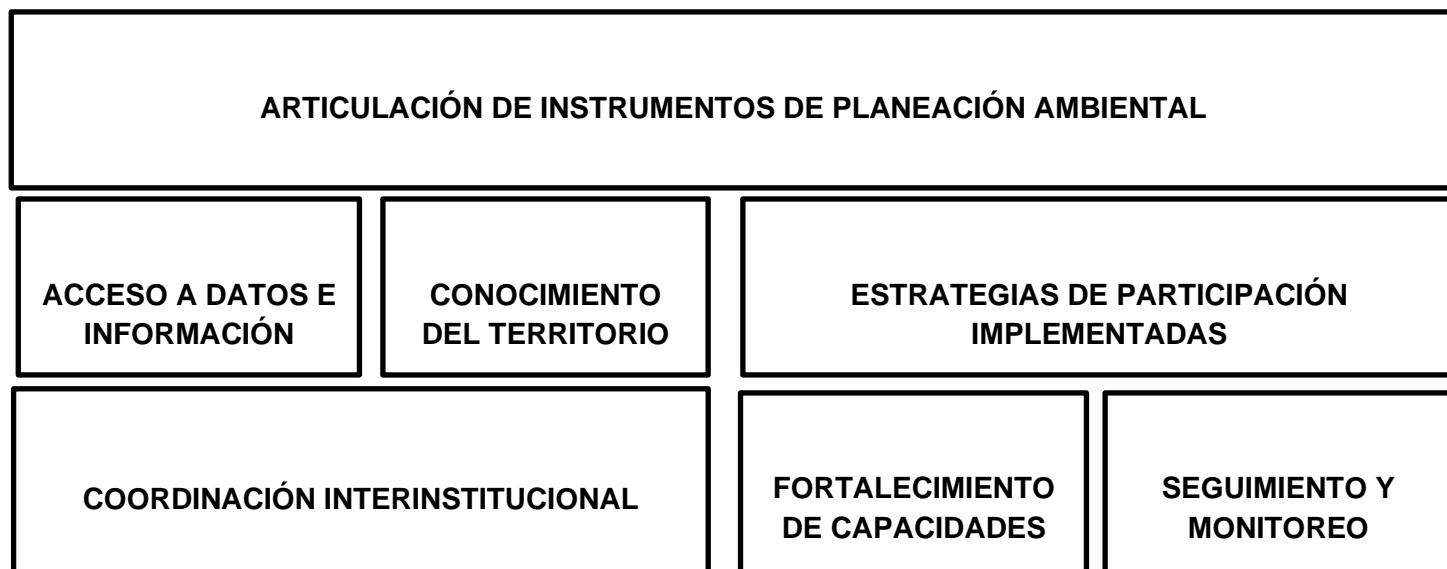 ARTICULACIÓN DE INSTRUMENTOS DE PLANEACIÓN AMBIENTAL
ACCESO A DATOS E
INFORMACIÓN
CONOCIMIENTO
DEL TERRITORIO
ESTRATEGIAS DE PARTICIPACIÓN
IMPLEMENTADAS
COORDINACIÓN INTERINSTITUCIONAL
FORTALECIMIENTO
DE CAPACIDADES
SEGUIMIENTO Y
MONITOREO